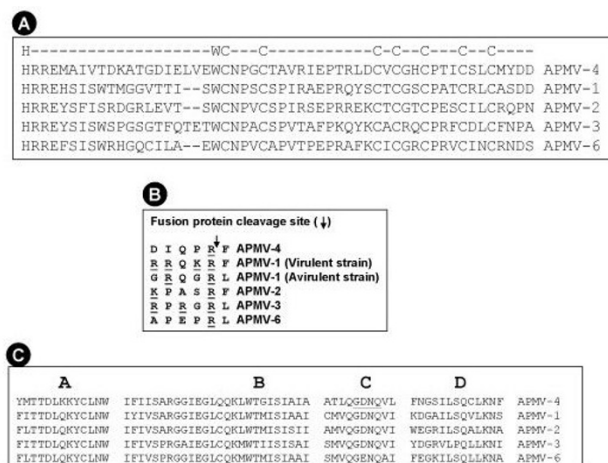 A
H-------------------WC---C-----------C-C--C---C--C----
HRREMAIVTDKATGDIELVEWCNPGCTAVRIEPTRLDCVCGHCPTICSLCMYDD APMV-4
HRREHSISWTMGGVTTI--SWCNPSCSPIRAEPRQYSCTCGSCPATCRLCASDD APMV-1
HRREYSFISRDGRLEVT--SWCNPVCSPIRSEPRREKCTCGTCPESCILCRQPN APMV-2
HRREYSISWSPGSGTFQTETWCNPACSPVTAFPKQYKCACRQCPRFCDLCFNPA APMV-3
HRREFSISWRHGQCILA--EWCNPVCAPVTPEPRAFKCICGRCPRVCINCRNDS APMV-6
B
Fusion protein cleavage site (↓)
D I Q P R F APMV-4
R R Q K R F APMV-1 (Virulent strain)
G R Q G R L APMV-1 (Avirulent strain)
K P A S R F APMV-2
R P R G R L APMV-3
A P E P R L APMV-6
C
A B C D
YMTTDLKKYCLNW IFIISARGGIEGLQQKLWTGISIAIA ATLQGDNQVL FNGSILSQCLKNF APMV-4
FITTDLQKYCLNW IYIVSARGGIEGLCQKLWTMISIAAI CMVQGDNQVI KDGAILSQVLKNS APMV-1
FLTTDLQKYCLNW IFIVSARGGIEGLCQKLWTMISISII AMVQGDNQVI WEGRILSQALKNA APMV-2
FITTDLQKYCLNW IFIVSPRGAIEGLCQKMWTIISISAI SMVQGDNQVI YDGRVLPQLLKNI APMV-3
FLTTDLQKYCLNW IFIVSPRGGIEGLCQKMWTMISIAAI SMVQGENQAI FEGKILSQLLKNA APMV-6